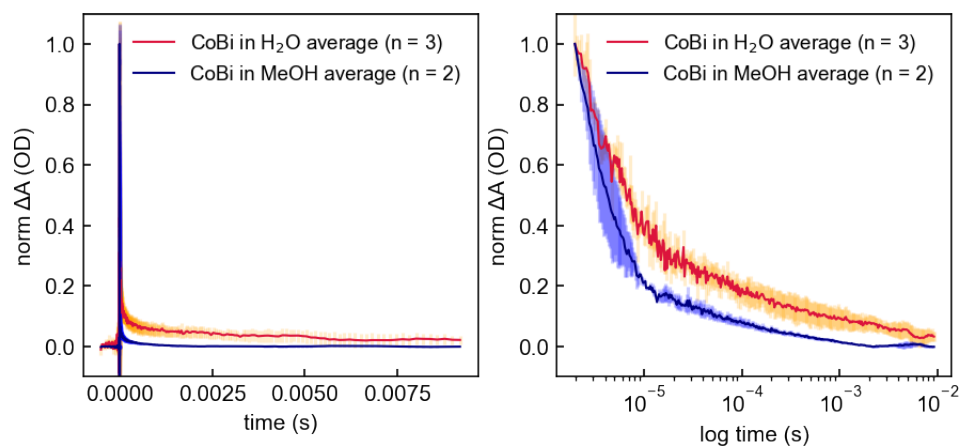 norm ΔA (OD)
1.0
0.8
0.6
0.4
0.2
0.0
CoBi in H₂O average (n = 3)
CoBi in MeOH average (n = 2)
0.0000 0.0025 0.0050 0.0075
time (s)
norm ΔA (OD)
1.0
0.8
0.6
0.4
0.2
0.0
CoBi in H₂O average (n = 3)
CoBi in MeOH average (n = 2)
10⁻⁵ 10⁻⁴ 10⁻³ 10⁻²
log time (s)